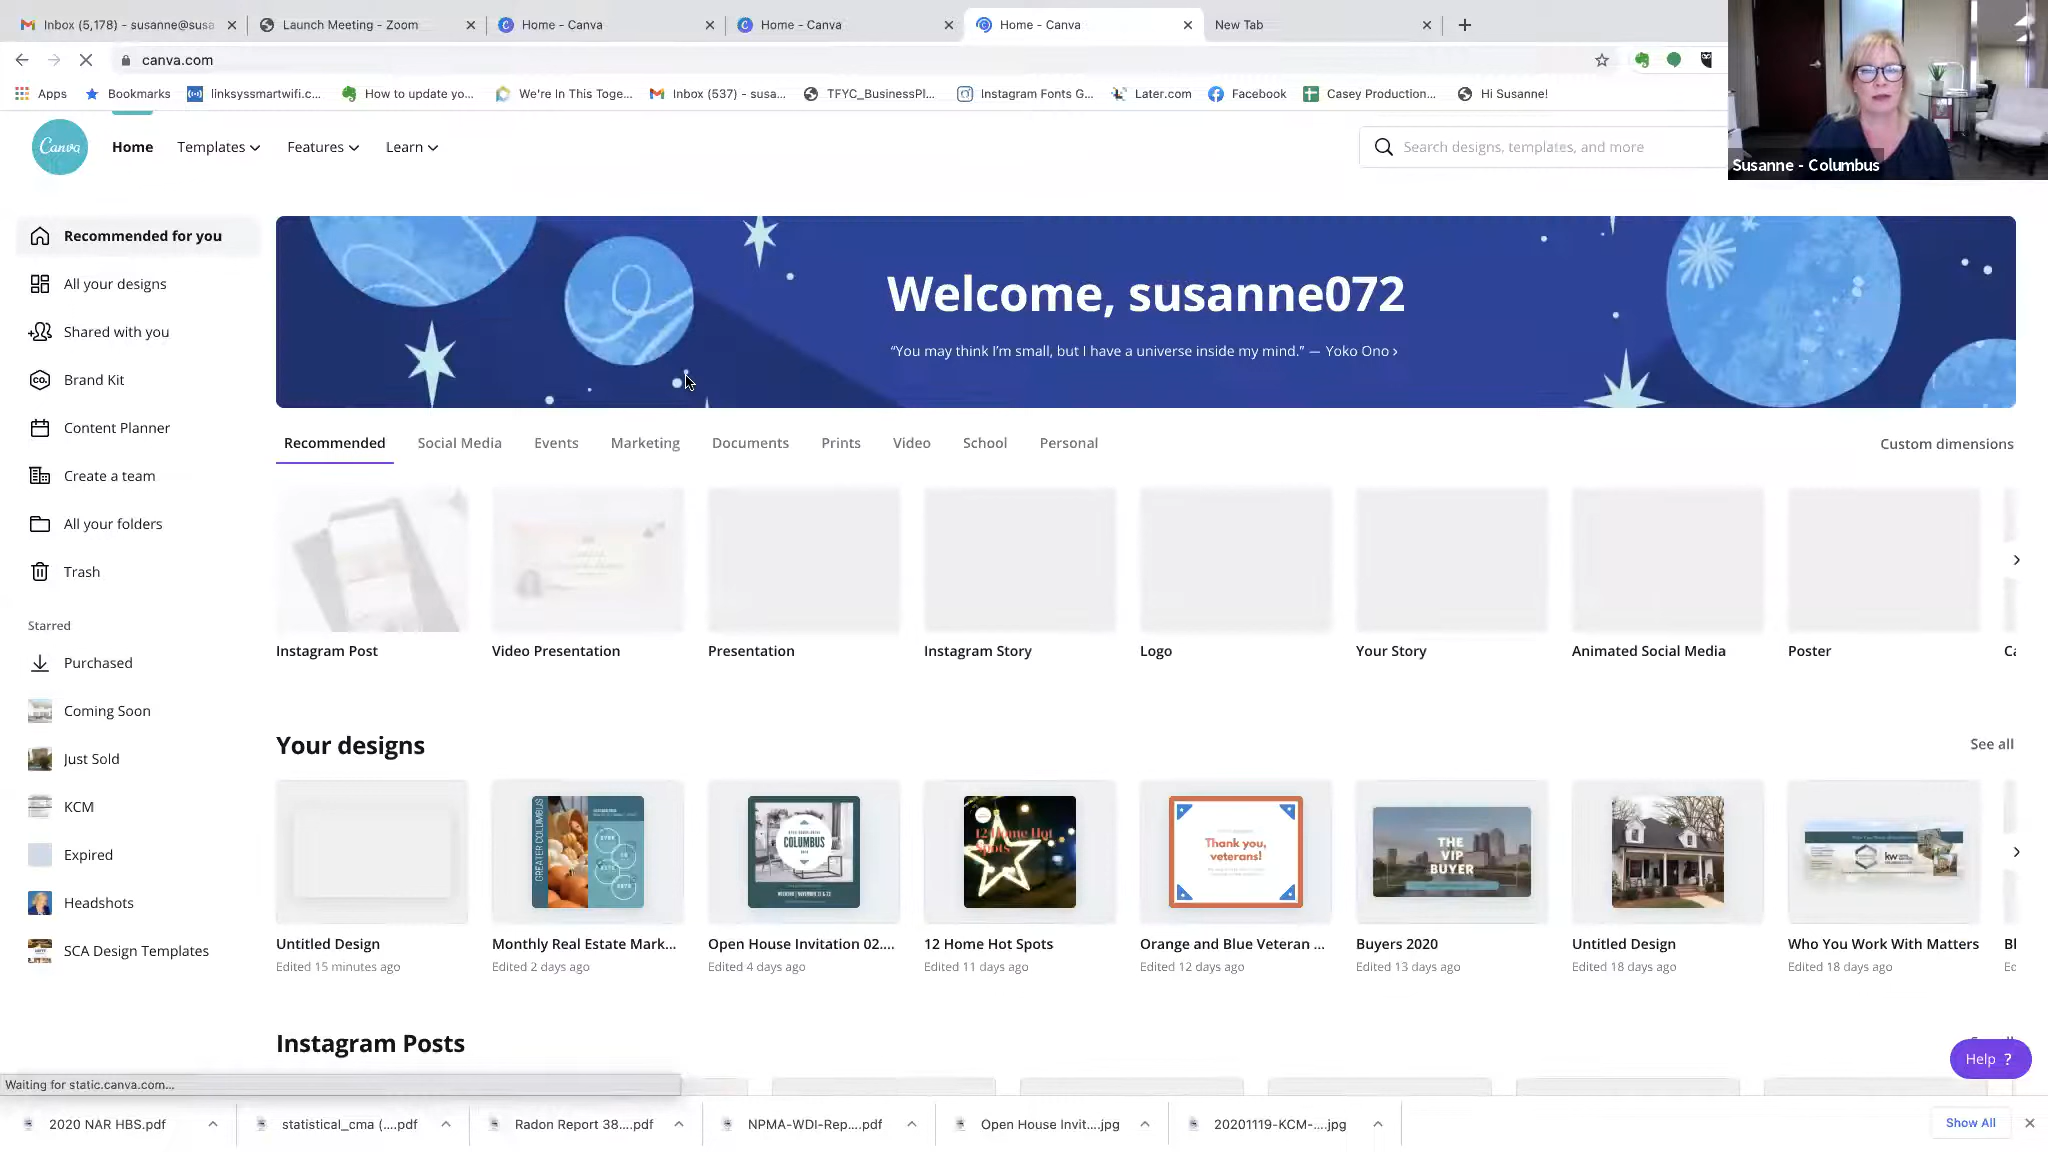 Inbox (5,178) - susanne@susa
Launch Meeting - Zoom
Home - Canva
Home - Canva
Home - Canva
New Tab
canva.com
Apps
Bookmarks
linksyssmartwifi.c...
How to update yo...
We're In This Toge...
Inbox (537) - susa...
TFYC_BusinessPl...
Instagram Fonts G...
Later.com
Facebook
Casey Production...
Hi Susanne!
Canva
Home
Templates
Features
Learn
Search designs, templates, and more
Susanne - Columbus
Recommended for you
All your designs
Shared with you
CO.
Brand Kit
Content Planner
Create a team
All your folders
Trash
Starred
Purchased
Coming Soon
Just Sold
KCM
Expired
Headshots
SCA Design Templates
Welcome, susanne072
“You may think I’m small, but I have a universe inside my mind.” — Yoko Ono ›
Recommended
Social Media
Events
Marketing
Documents
Prints
Video
School
Personal
Custom dimensions
Instagram Post
Video Presentation
Presentation
Instagram Story
Logo
Your Story
Animated Social Media
Poster
Your designs
See all
GREATER COLUMBUS
COLUMBUS
12 Home Hot
Spots
Thank you,
veterans!
THE
VIP
BUYER
kw
Untitled Design
Edited 15 minutes ago
Monthly Real Estate Mark...
Edited 2 days ago
Open House Invitation 02....
Edited 4 days ago
12 Home Hot Spots
Edited 11 days ago
Orange and Blue Veteran ...
Edited 12 days ago
Buyers 2020
Edited 13 days ago
Untitled Design
Edited 18 days ago
Who You Work With Matters
Edited 18 days ago
Instagram Posts
Help ?
Waiting for static.canva.com...
2020 NAR HBS.pdf
statistical_cma (....pdf
Radon Report 38....pdf
NPMA-WDI-Rep....pdf
Open House Invit....jpg
20201119-KCM-....jpg
Show All